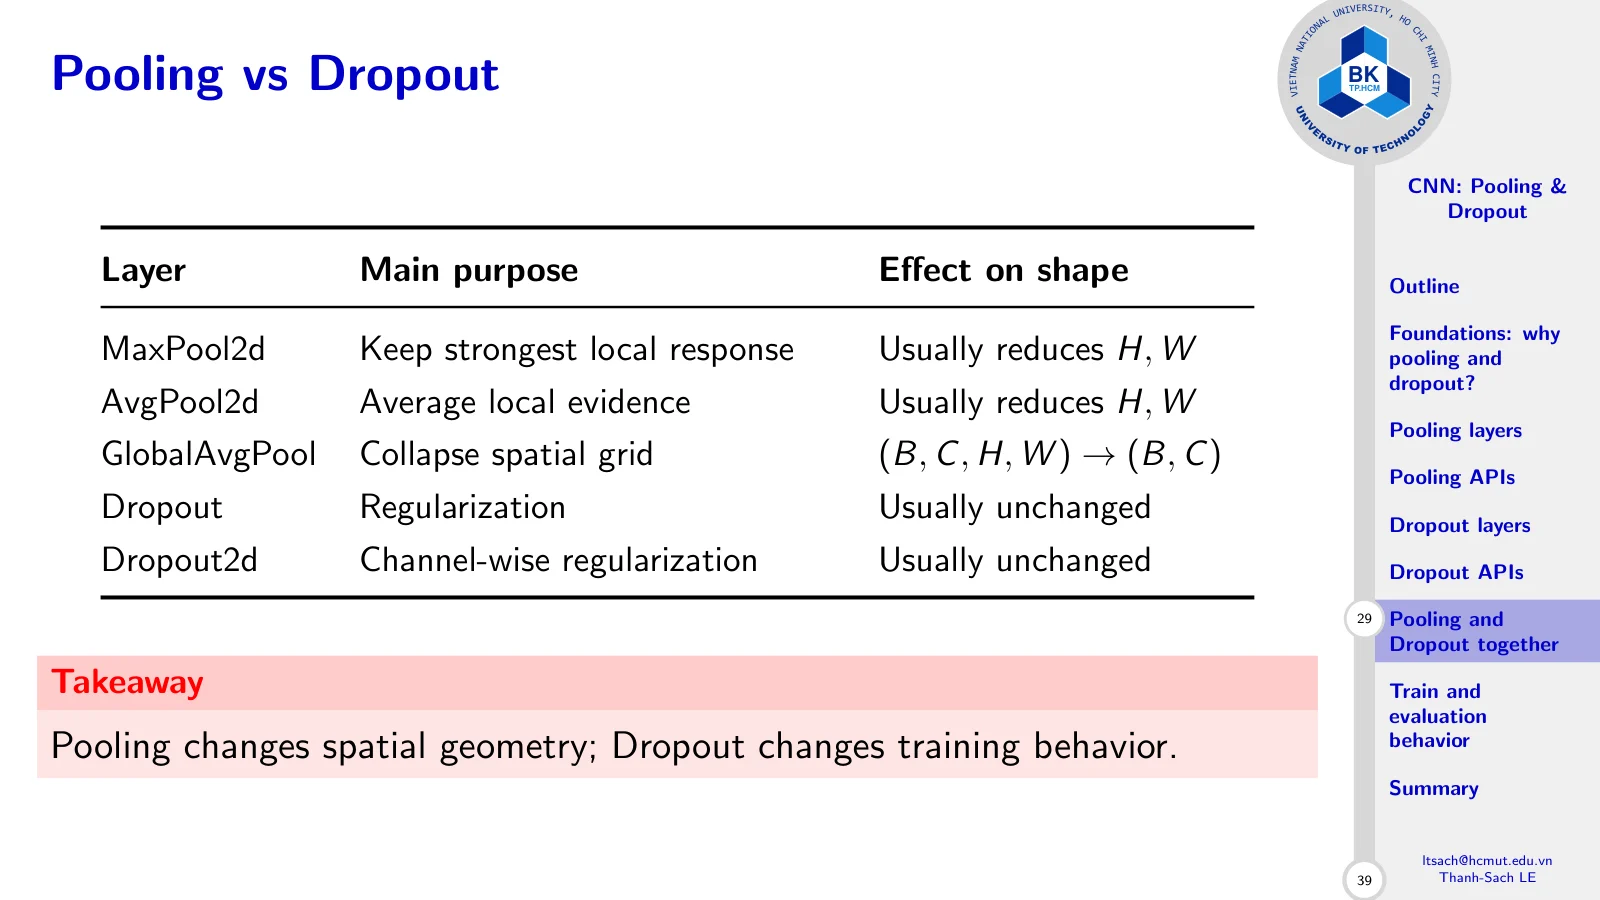 Pooling vs Dropout
Layer Main purpose Effect on shape
MaxPool2d Keep strongest local response Usually reduces H, W
AvgPool2d Average local evidence Usually reduces H, W
GlobalAvgPool Collapse spatial grid (B, C, H, W) → (B, C)
Dropout Regularization Usually unchanged
Dropout2d Channel-wise regularization Usually unchanged
Takeaway
Pooling changes spatial geometry; Dropout changes training behavior.
VIETNAM NATIONAL UNIVERSITY, HO CHI MINH CITY
BK
TP.HCM
UNIVERSITY OF TECHNOLOGY
CNN: Pooling &
Dropout
Outline
Foundations: why
pooling and
dropout?
Pooling layers
Pooling APIs
Dropout layers
Dropout APIs
29
Pooling and
Dropout together
Train and
evaluation
behavior
Summary
ltsach@hcmut.edu.vn
Thanh-Sach LE
39